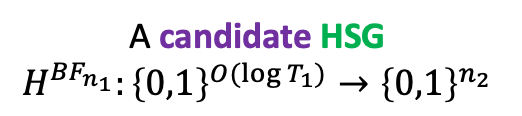 A candidate HSG
H^{BF_{n_1}}: {0,1}^{O(log T_1)} → {0,1}^{n_2}